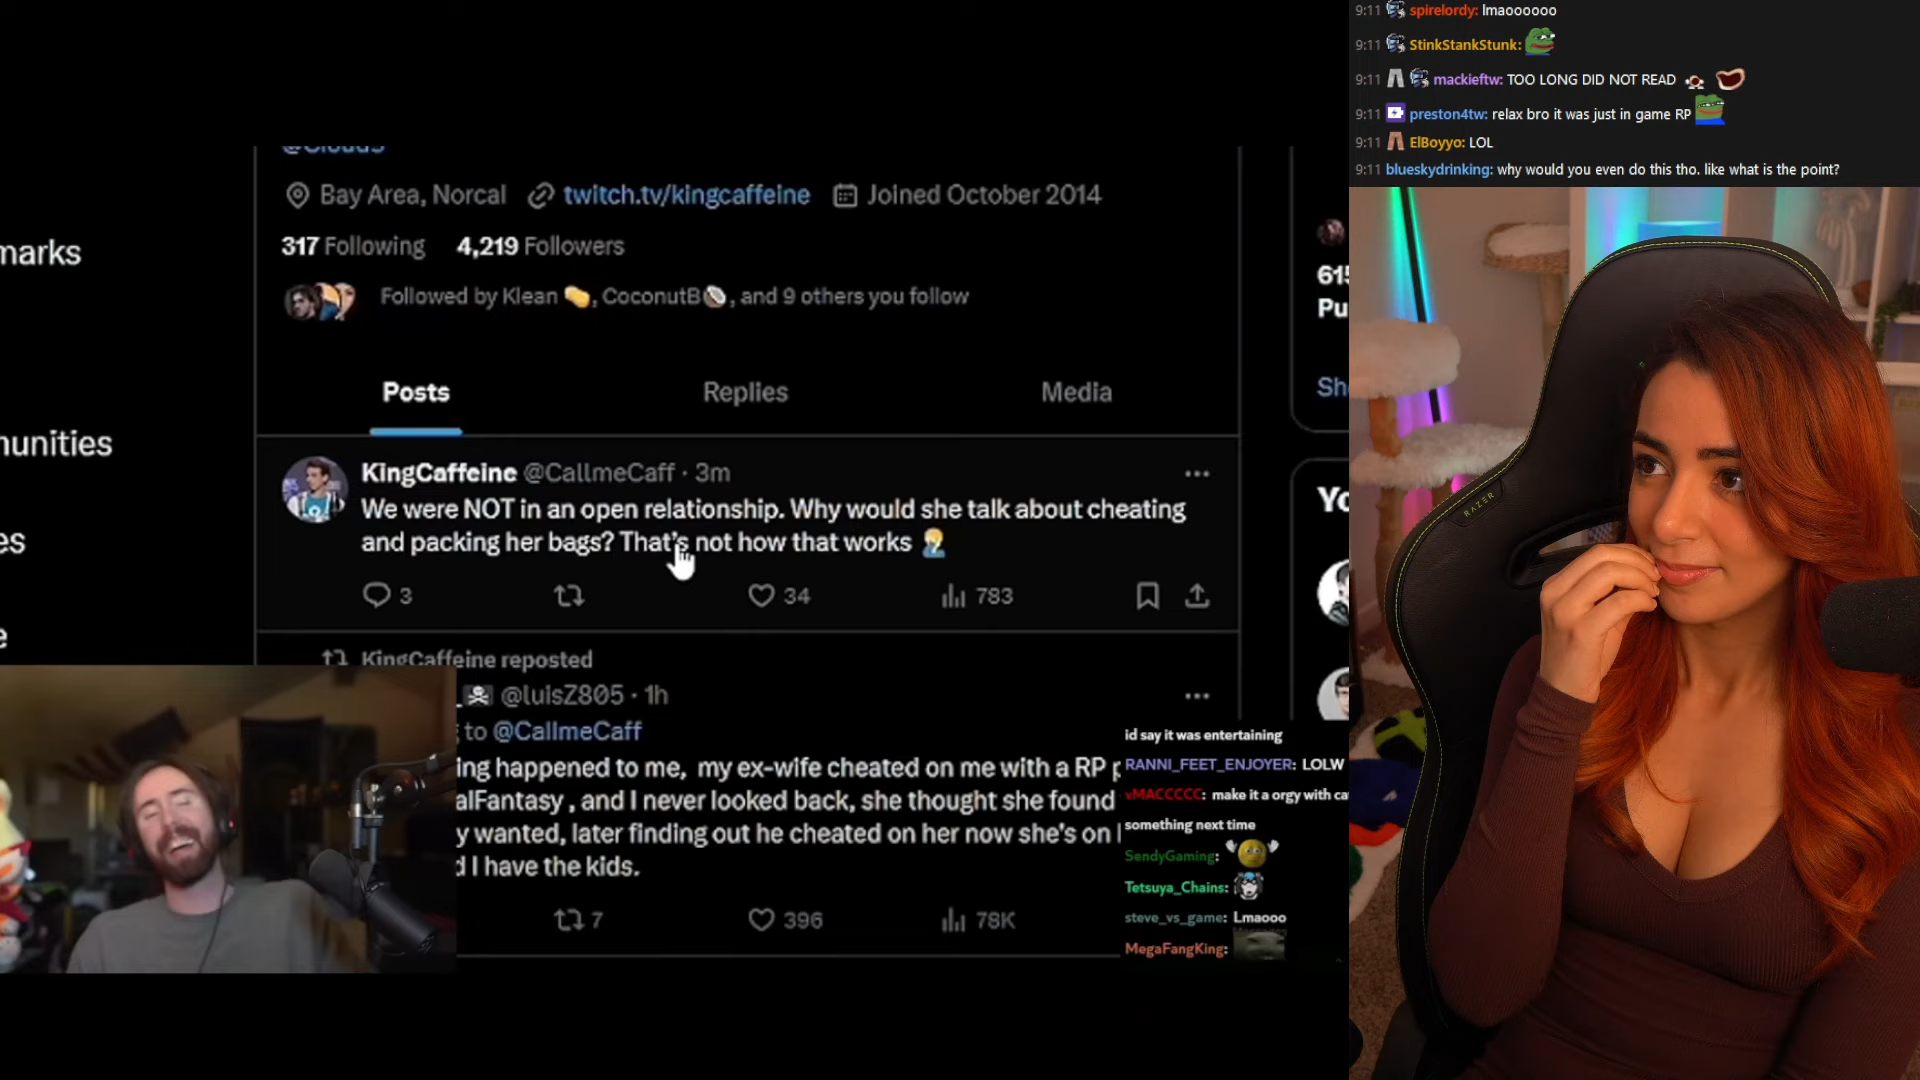 @Cloud9
Bay Area, Norcal twitch.tv/kingcaffeine Joined October 2014
317 Following 4,219 Followers
Followed by Klean, CoconutB, and 9 others you follow
Posts Replies Media
KingCaffeine @CallmeCaff · 3m
We were NOT in an open relationship. Why would she talk about cheating
and packing her bags? That's not how that works
3 34 783
KingCaffeine reposted
@luisZ805 · 1h
to @CallmeCaff
ing happened to me, my ex-wife cheated on me with a RP p
alFantasy , and I never looked back, she thought she found
y wanted, later finding out he cheated on her now she's on
d I have the kids.
7 396 78K
marks
munities
es
e
615
Pu
Sh
Yo
id say it was entertaining
RANNI_FEET_ENJOYER: LOLW
vMACCCCC: make it a orgy with ca
something next time
SendyGaming:
Tetsuya_Chains:
steve_vs_game: Lmaooo
MegaFangKing:
9:11 spirelordy: lmaoooooo
9:11 StinkStankStunk:
9:11 mackieftw: TOO LONG DID NOT READ
9:11 preston4tw: relax bro it was just in game RP
9:11 ElBoyyo: LOL
9:11 blueskydrinking: why would you even do this tho. like what is the point?
RAZER